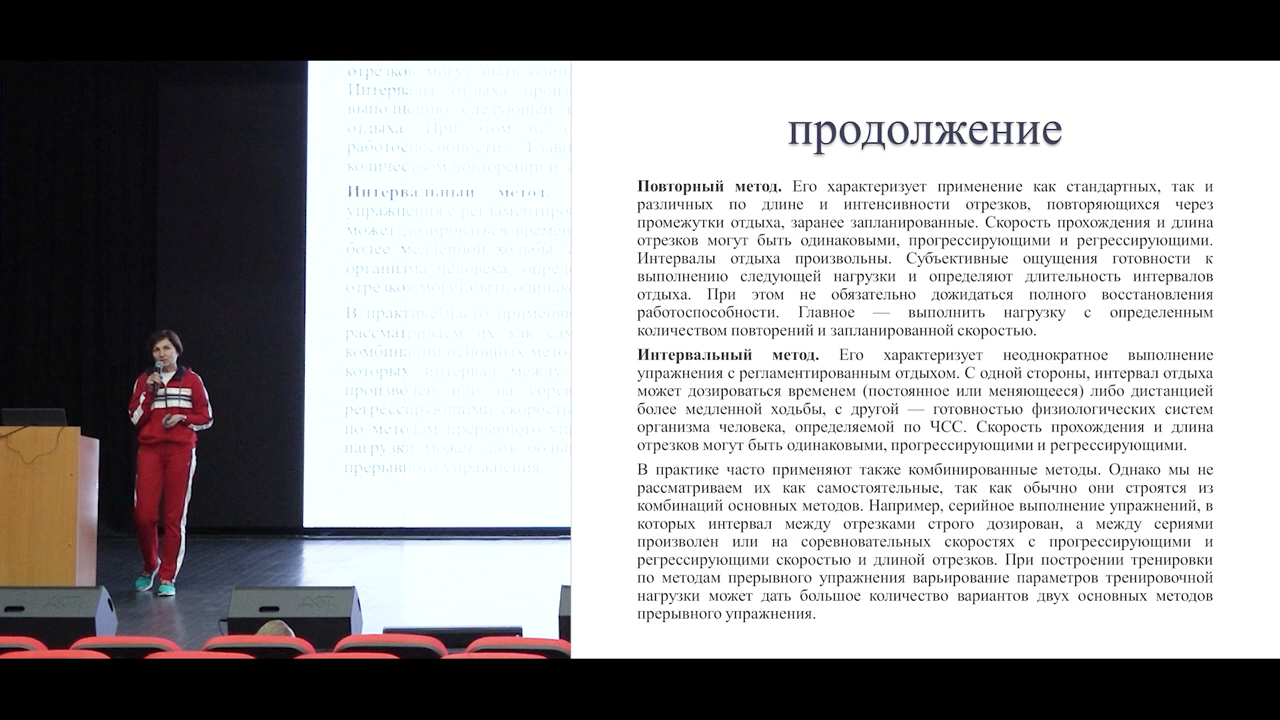 продолжение
Повторный метод. Его характеризует применение как стандартных, так и
различных по длине и интенсивности отрезков, повторяющихся через
промежутки отдыха, заранее запланированные. Скорость прохождения и длина
отрезков могут быть одинаковыми, прогрессирующими и регрессирующими.
Интервалы отдыха произвольны. Субъективные ощущения готовности к
выполнению следующей нагрузки и определяют длительность интервалов
отдыха. При этом не обязательно дожидаться полного восстановления
работоспособности. Главное — выполнить нагрузку с определенным
количеством повторений и запланированной скоростью.
Интервальный метод. Его характеризует неоднократное выполнение
упражнения с регламентированным отдыхом. С одной стороны, интервал отдыха
может дозироваться временем (постоянное или меняющееся) либо дистанцией
более медленной ходьбы, с другой — готовностью физиологических систем
организма человека, определяемой по ЧСС. Скорость прохождения и длина
отрезков могут быть одинаковыми, прогрессирующими и регрессирующими.
В практике часто применяют также комбинированные методы. Однако мы не
рассматриваем их как самостоятельные, так как обычно они строятся из
комбинаций основных методов. Например, серийное выполнение упражнений, в
которых интервал между отрезками строго дозирован, а между сериями
произволен или на соревновательных скоростях с прогрессирующими и
регрессирующими скоростью и длиной отрезков. При построении тренировки
по методам прерывного упражнения варьирование параметров тренировочной
нагрузки может дать большое количество вариантов двух основных методов
прерывного упражнения.